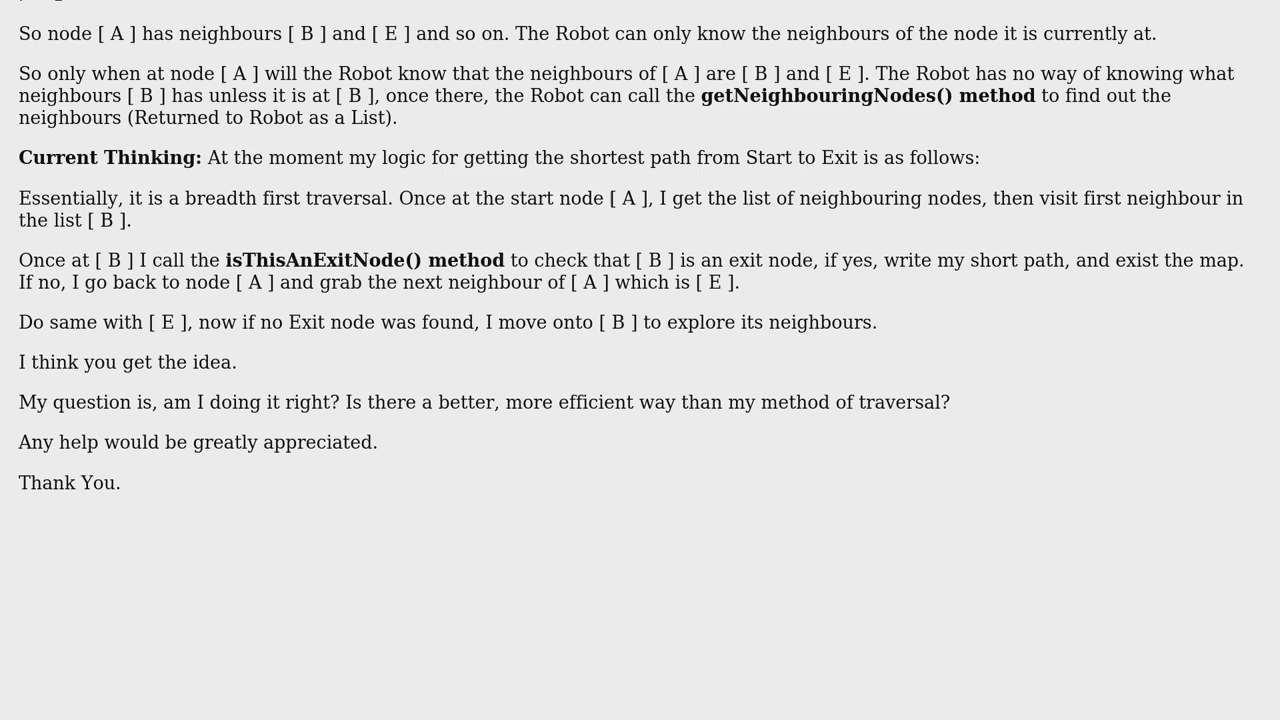 So node [ A ] has neighbours [ B ] and [ E ] and so on. The Robot can only know the neighbours of the node it is currently at.
So only when at node [ A ] will the Robot know that the neighbours of [ A ] are [ B ] and [ E ]. The Robot has no way of knowing what
neighbours [ B ] has unless it is at [ B ], once there, the Robot can call the getNeighbouringNodes() method to find out the
neighbours (Returned to Robot as a List).
Current Thinking: At the moment my logic for getting the shortest path from Start to Exit is as follows:
Essentially, it is a breadth first traversal. Once at the start node [ A ], I get the list of neighbouring nodes, then visit first neighbour in
the list [ B ].
Once at [ B ] I call the isThisAnExitNode() method to check that [ B ] is an exit node, if yes, write my short path, and exist the map.
If no, I go back to node [ A ] and grab the next neighbour of [ A ] which is [ E ].
Do same with [ E ], now if no Exit node was found, I move onto [ B ] to explore its neighbours.
I think you get the idea.
My question is, am I doing it right? Is there a better, more efficient way than my method of traversal?
Any help would be greatly appreciated.
Thank You.